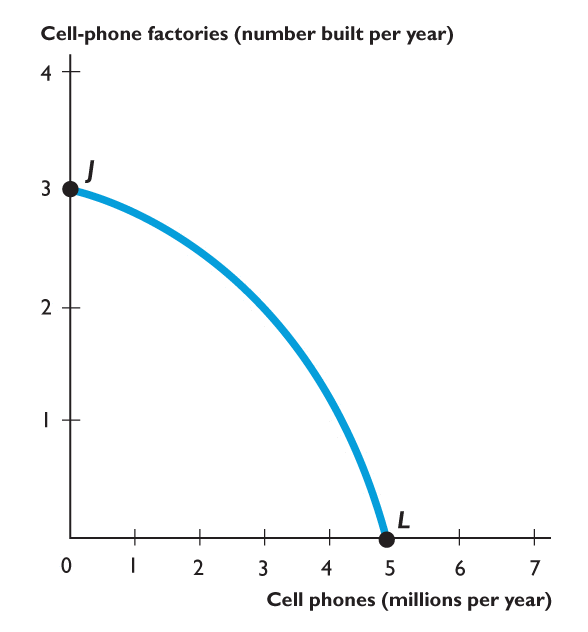 Cell-phone factories (number built per year)
4
J
3
2
1
L
0 1 2 3 4 5 6 7
Cell phones (millions per year)